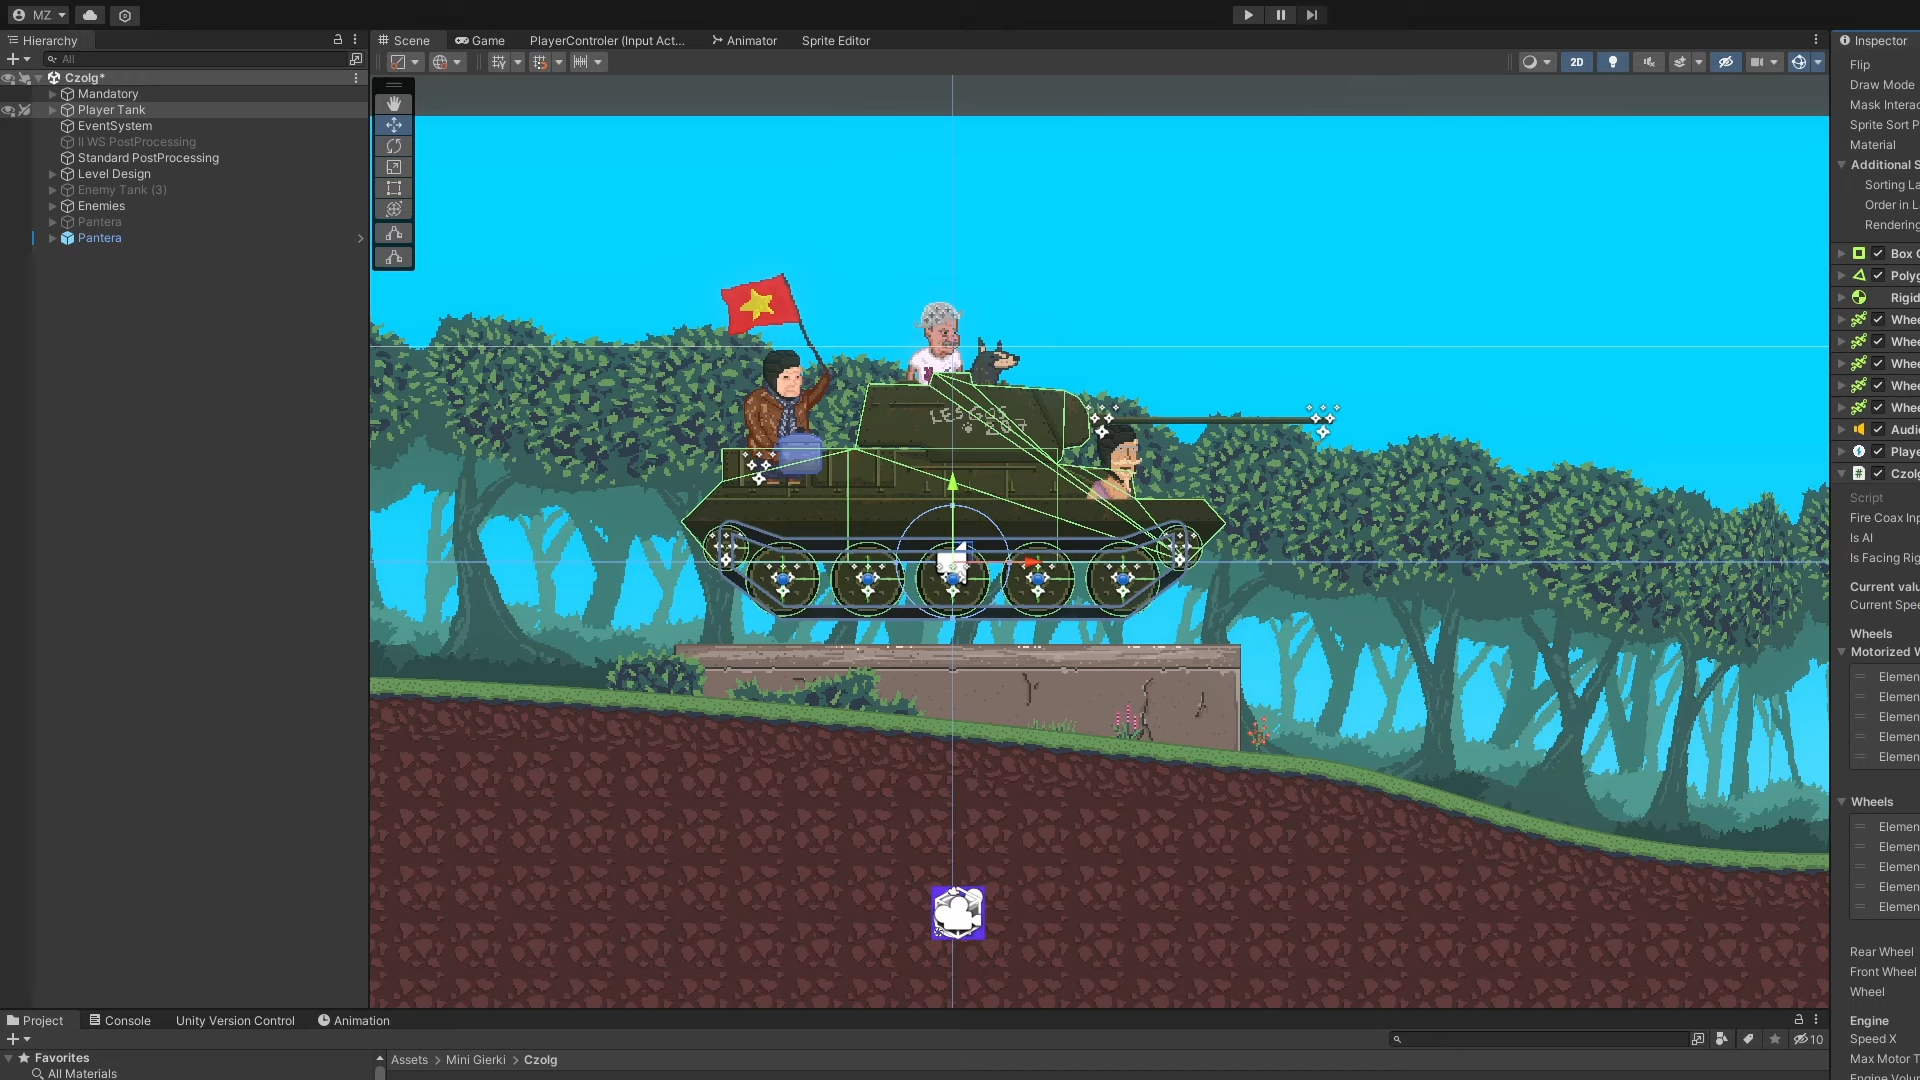 MZ
Hierarchy
All
Czolg*
Mandatory
Player Tank
EventSystem
II WS PostProcessing
Standard PostProcessing
Level Design
Enemy Tank (3)
Enemies
Pantera
Pantera
Scene
Game
PlayerControler (Input Act...
Animator
Sprite Editor
2D
Inspector
Flip
Draw Mode
Mask Interac
Sprite Sort P
Material
Additional S
Sorting La
Order in L
Rendering
Box C
Polyg
Rigid
Whee
Whee
Whee
Whee
Whee
Audi
Playe
Czolg
Script
Fire Coax Inp
Is AI
Is Facing Rig
Current valu
Current Spee
Wheels
Motorized W
Elemen
Elemen
Elemen
Elemen
Elemen
Wheels
Elemen
Elemen
Elemen
Elemen
Elemen
Rear Wheel
Front Wheel
Wheel
Engine
Speed X
Max Motor T
Engine Volu
Project
Console
Unity Version Control
Animation
10
Favorites
All Materials
Assets > Mini Gierki > Czolg